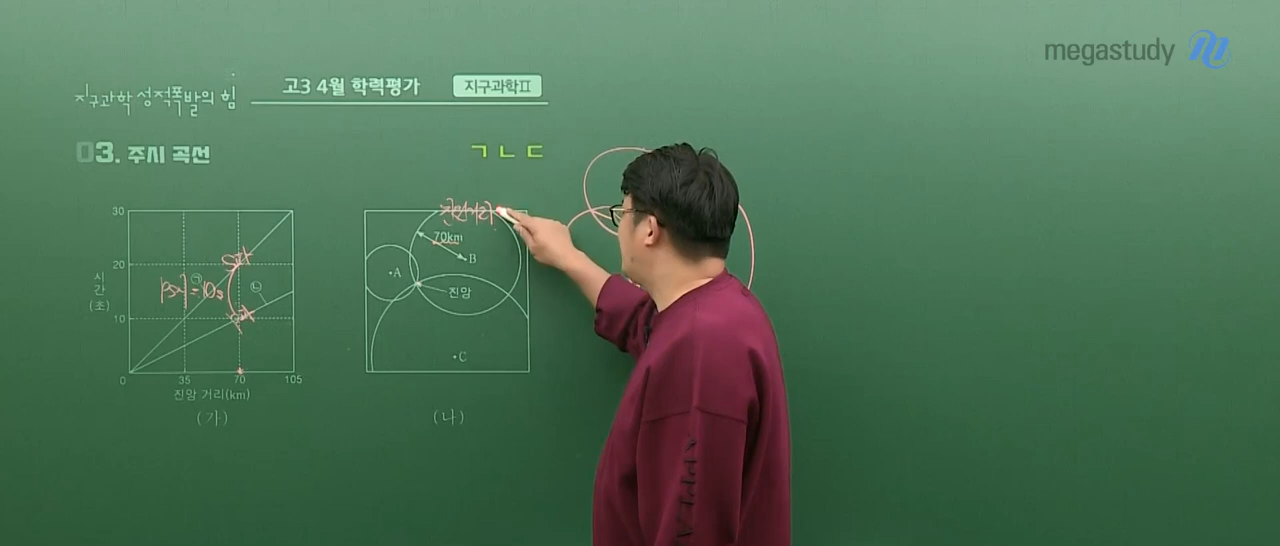 megastudy
지구과학 성적폭발의 힘
고3 4월 학력평가
지구과학Ⅱ
03. 주시 곡선
ㄱ ㄴ ㄷ
시간(초)
30
20
10
0
35
70
105
㉠
㉡
PS시 = 10초
진앙 거리(km)
(가)
진앙거리
70km
A
B
진앙
C
(나)